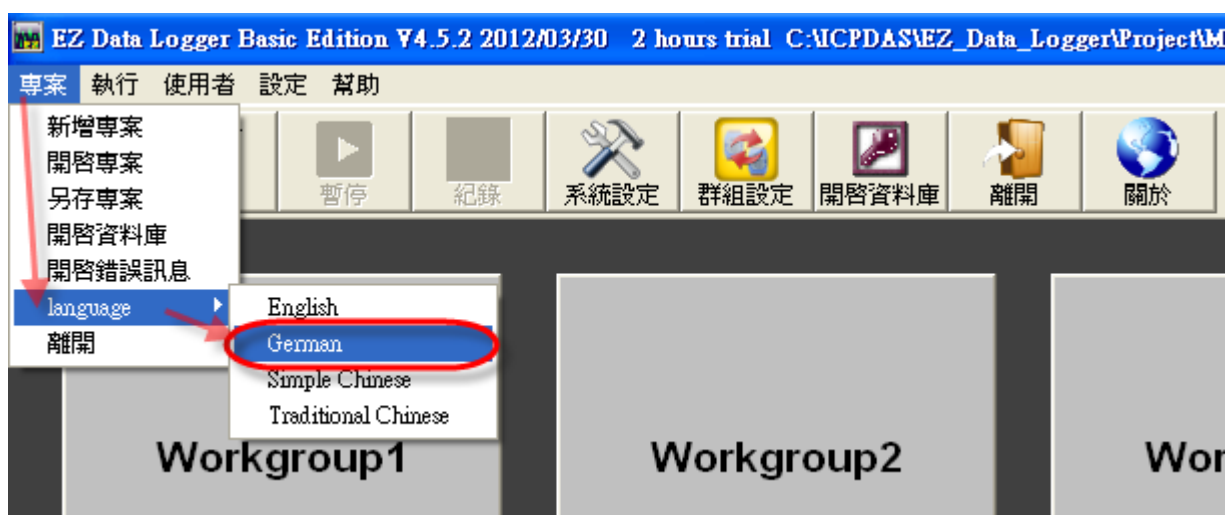 EZ Data Logger Basic Edition V4.5.2 2012/03/30 2 hours trial C:\ICPDAS\EZ_Data_Logger\Project\M
專案 執行 使用者 設定 幫助
新增專案
開啓專案
另存專案
開啓資料庫
開啓錯誤訊息
language
離開
暫停 紀錄 系統設定 群組設定 開啓資料庫 離開 關於
English
German
Simple Chinese
Traditional Chinese
Workgroup1 Workgroup2 Wor